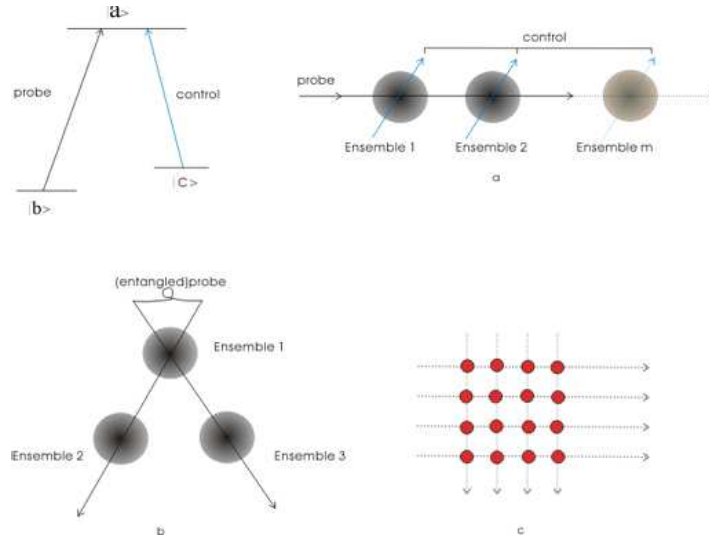 |a>
probe
control
|b>
|C>
control
probe
Ensemble 1
Ensemble 2
Ensemble m
a
(entangled)probe
Ensemble 1
Ensemble 2
Ensemble 3
b
c